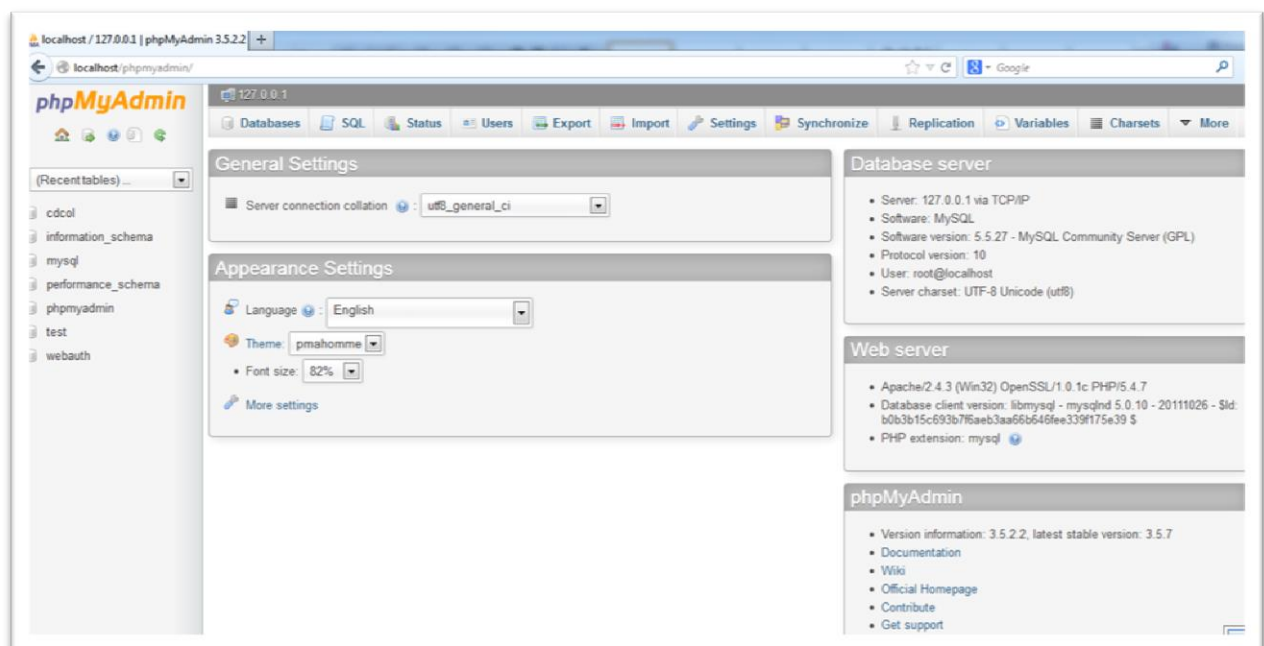 localhost / 127.0.0.1 | phpMyAdmin 3.5.2.2
localhost/phpmyadmin/
Google
phpMyAdmin
(Recent tables) ...
cdcol
information_schema
mysql
performance_schema
phpmyadmin
test
webauth
127.0.0.1
Databases SQL Status Users Export Import Settings Synchronize Replication Variables Charsets More
General Settings
Server connection collation : utf8_general_ci
Appearance Settings
Language : English
Theme: pmahomme
Font size: 82%
More settings
Database server
Server: 127.0.0.1 via TCP/IP
Software: MySQL
Software version: 5.5.27 - MySQL Community Server (GPL)
Protocol version: 10
User: root@localhost
Server charset: UTF-8 Unicode (utf8)
Web server
Apache/2.4.3 (Win32) OpenSSL/1.0.1c PHP/5.4.7
Database client version: libmysql - mysqlnd 5.0.10 - 20111026 - $Id:
b0b3b15c693b7f6aeb3aa66b646fee339f175e39 $
PHP extension: mysql
phpMyAdmin
Version information: 3.5.2.2, latest stable version: 3.5.7
Documentation
Wiki
Official Homepage
Contribute
Get support